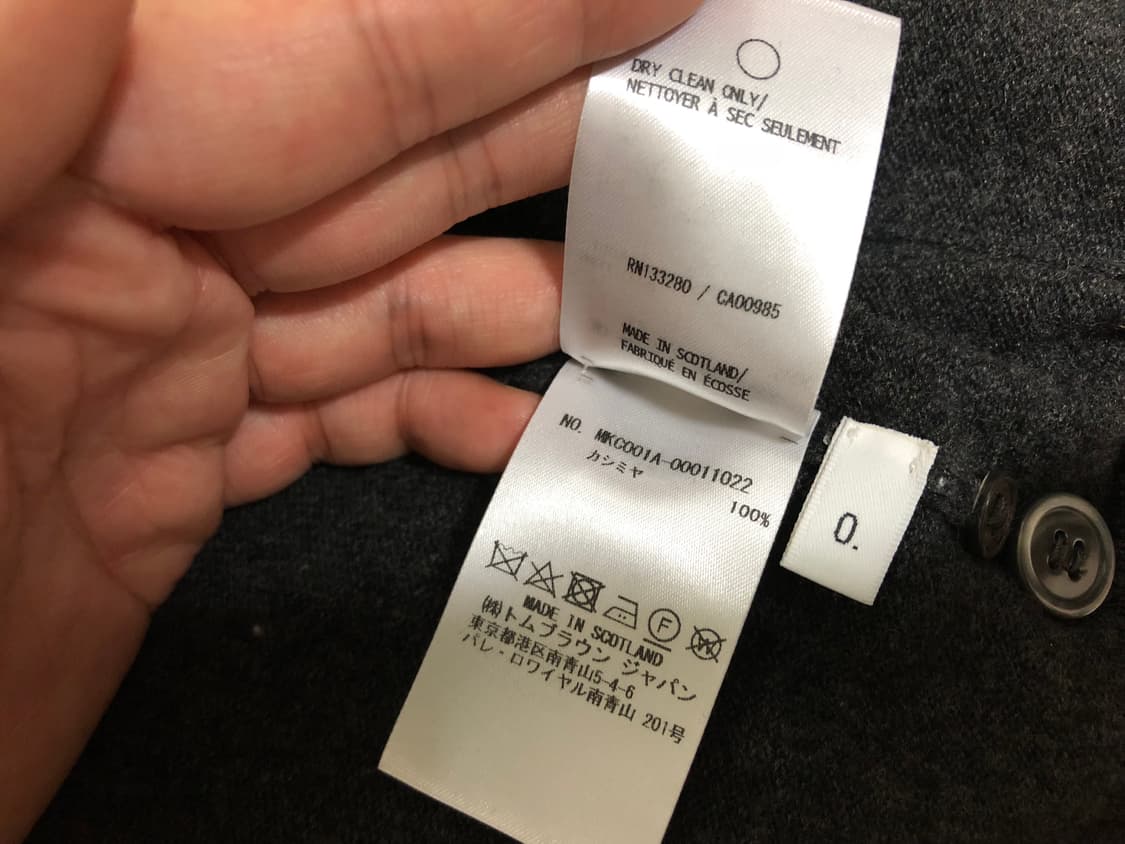 DRY CLEAN ONLY/
NETTOYER À SEC SEULEMENT
RN133280 / CA00985
MADE IN SCOTLAND/
FABRIQUÉ EN ÉCOSSE
NO. MKC001A-00011022
カシミヤ
100%
F
W
MADE IN SCOTLAND
㈱トムブラウン ジャパン
東京都港区南青山5-4-6
パレ・ロワイヤル南青山 201号
0.